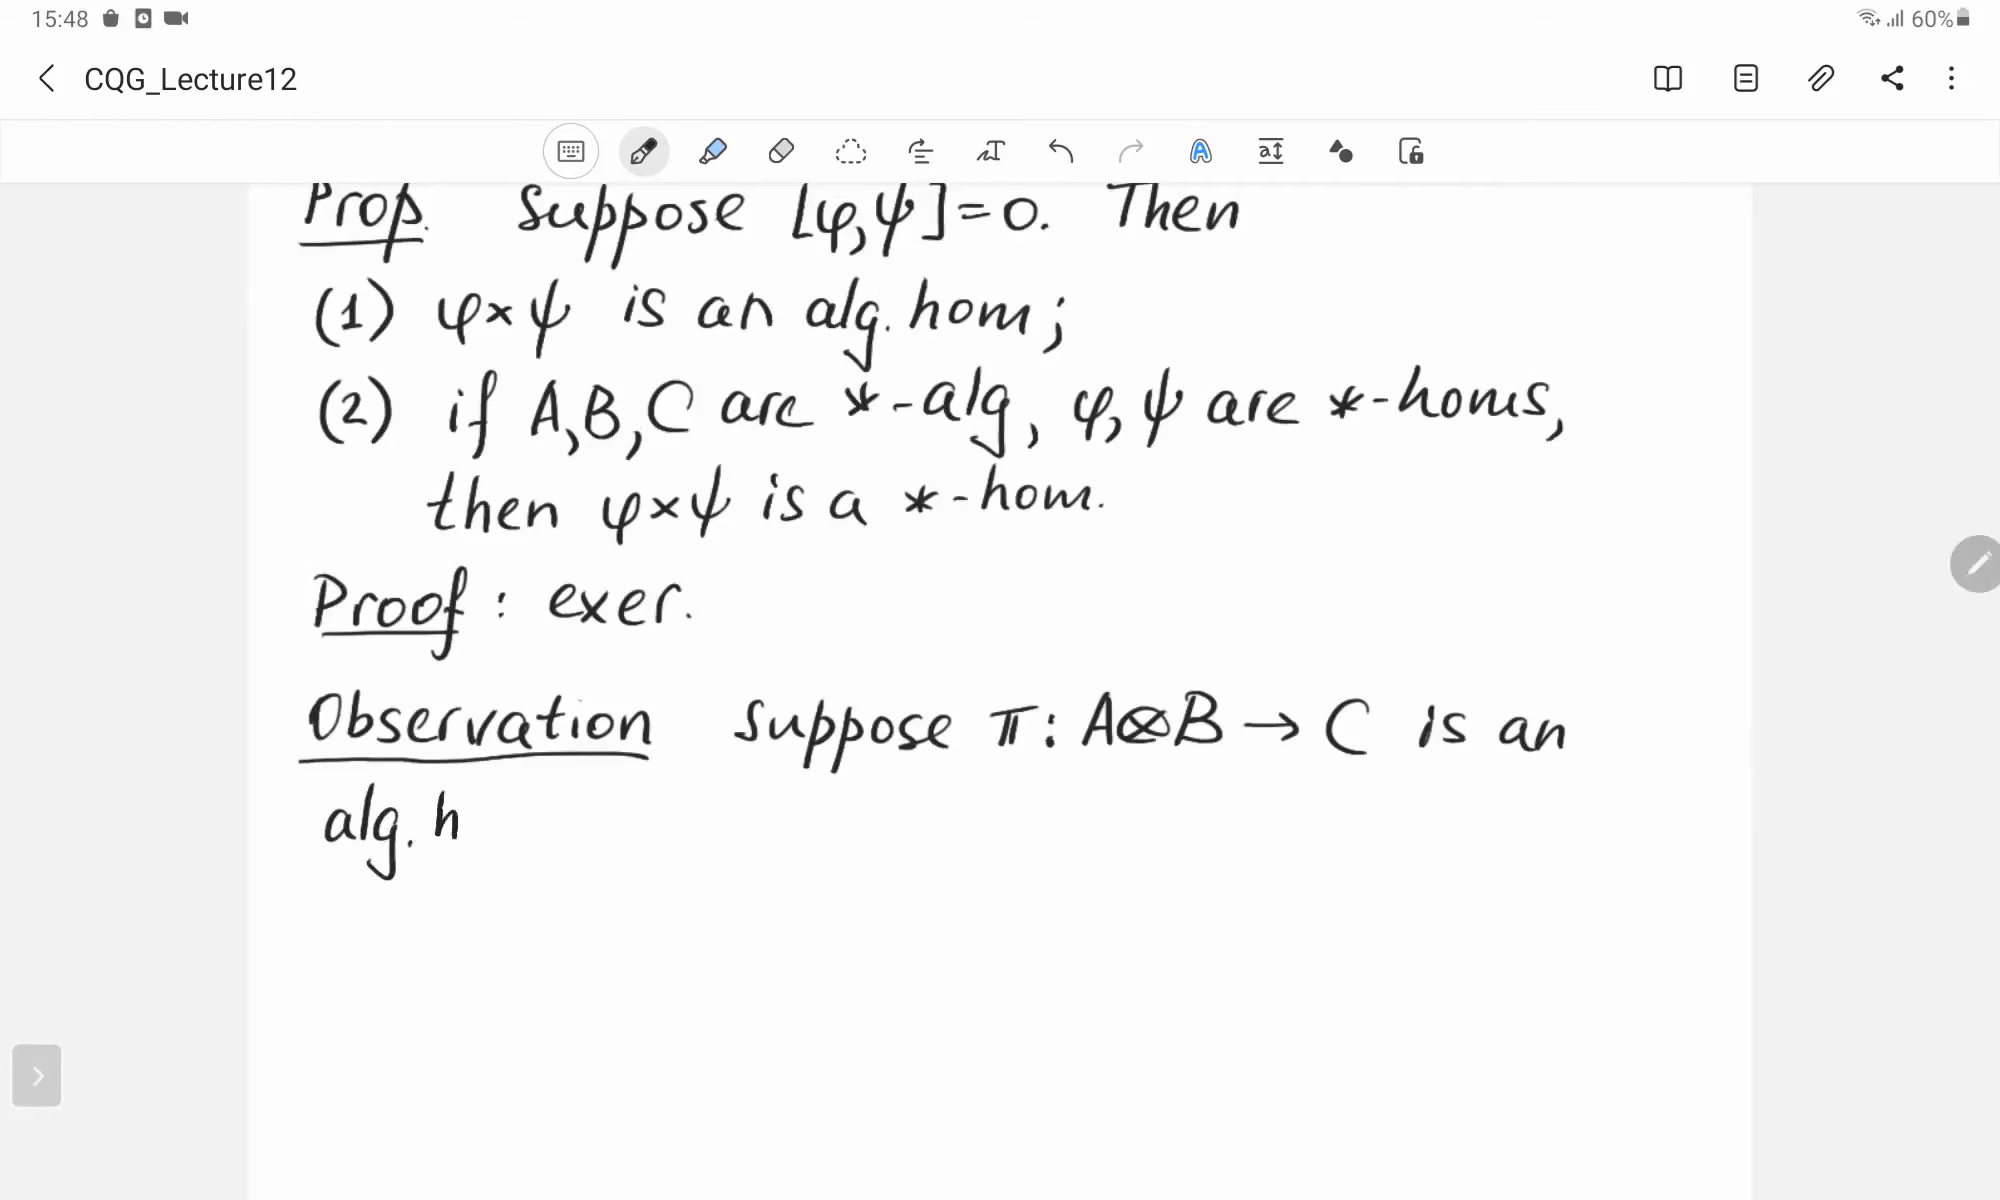 15:48 60%
CQG_Lecture12
Prop. Suppose [φ,ψ]=0. Then
(1) φ×ψ is an alg. hom;
(2) if A,B,C are *-alg, φ,ψ are *-homs,
then φ×ψ is a *-hom.
Proof: exer.
Observation Suppose π: A⊗B → C is an
alg. h